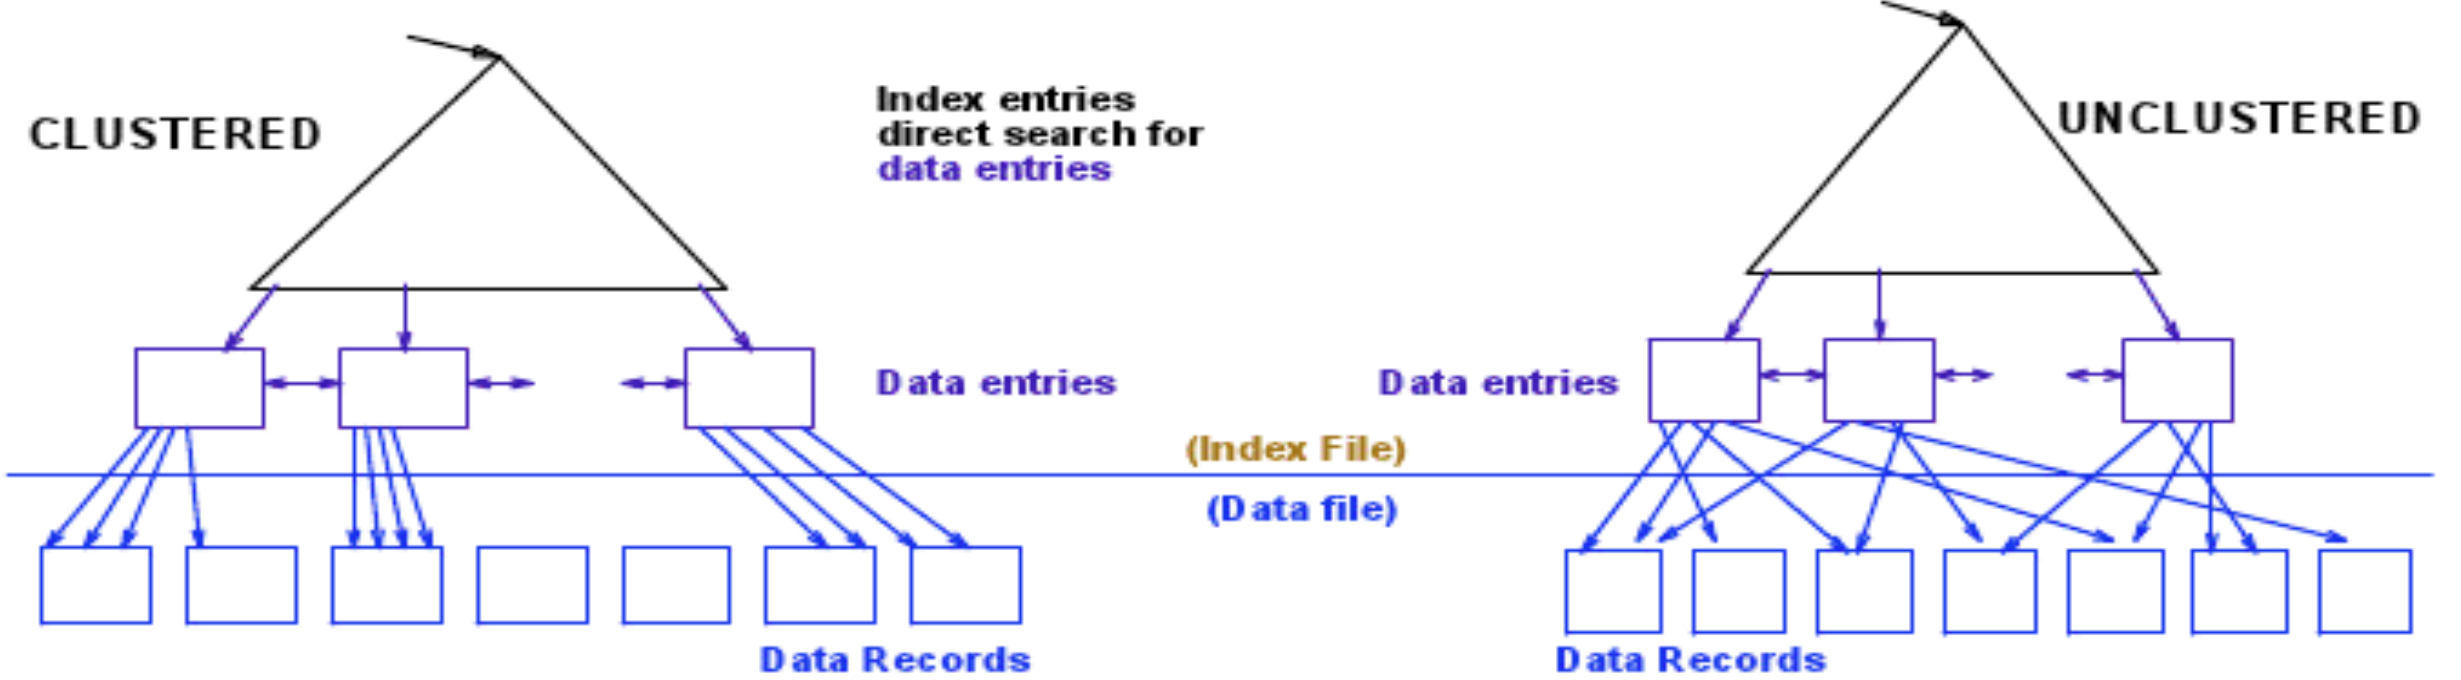 CLUSTERED
Index entries
direct search for
data entries
UNCLUSTERED
Data entries
Data entries
(Index File)
(Data file)
Data Records
Data Records